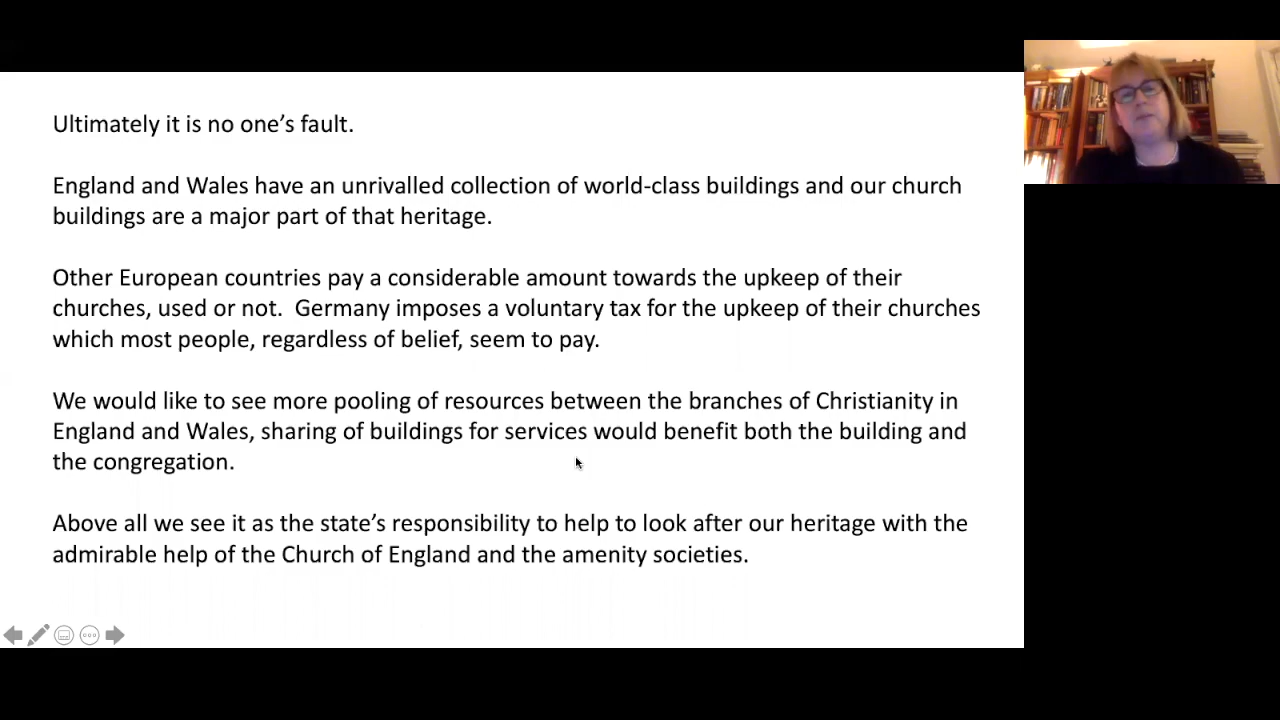 Ultimately it is no one’s fault.
England and Wales have an unrivalled collection of world-class buildings and our church
buildings are a major part of that heritage.
Other European countries pay a considerable amount towards the upkeep of their
churches, used or not.  Germany imposes a voluntary tax for the upkeep of their churches
which most people, regardless of belief, seem to pay.
We would like to see more pooling of resources between the branches of Christianity in
England and Wales, sharing of buildings for services would benefit both the building and
the congregation.
Above all we see it as the state’s responsibility to help to look after our heritage with the
admirable help of the Church of England and the amenity societies.